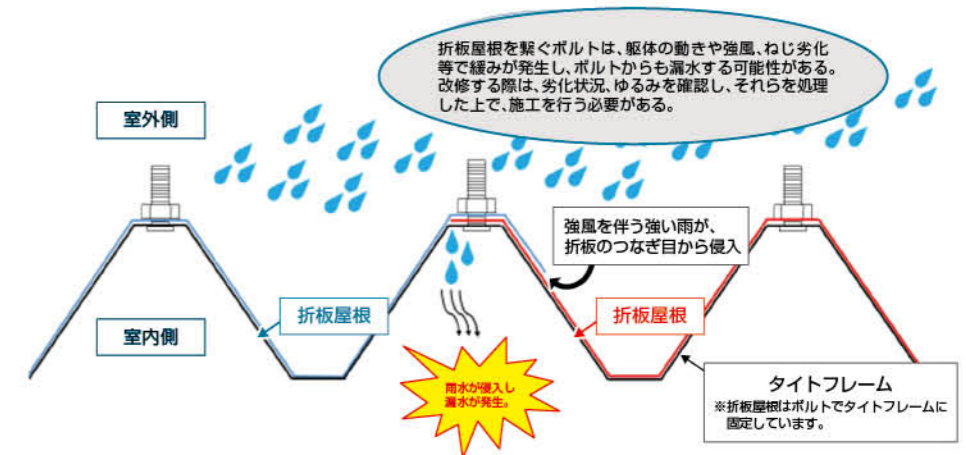 折板屋根を繋ぐボルトは、躯体の動きや強風、ねじ劣化
等で緩みが発生し、ボルトからも漏水する可能性がある。
改修する際は、劣化状況、ゆるみを確認し、それらを処理
した上で、施工を行う必要がある。
室外側
強風を伴う強い雨が、
折板のつなぎ目から侵入
折板屋根
折板屋根
室内側
雨水が侵入し
漏水が発生。
タイトフレーム
※折板屋根はボルトでタイトフレームに
固定しています。